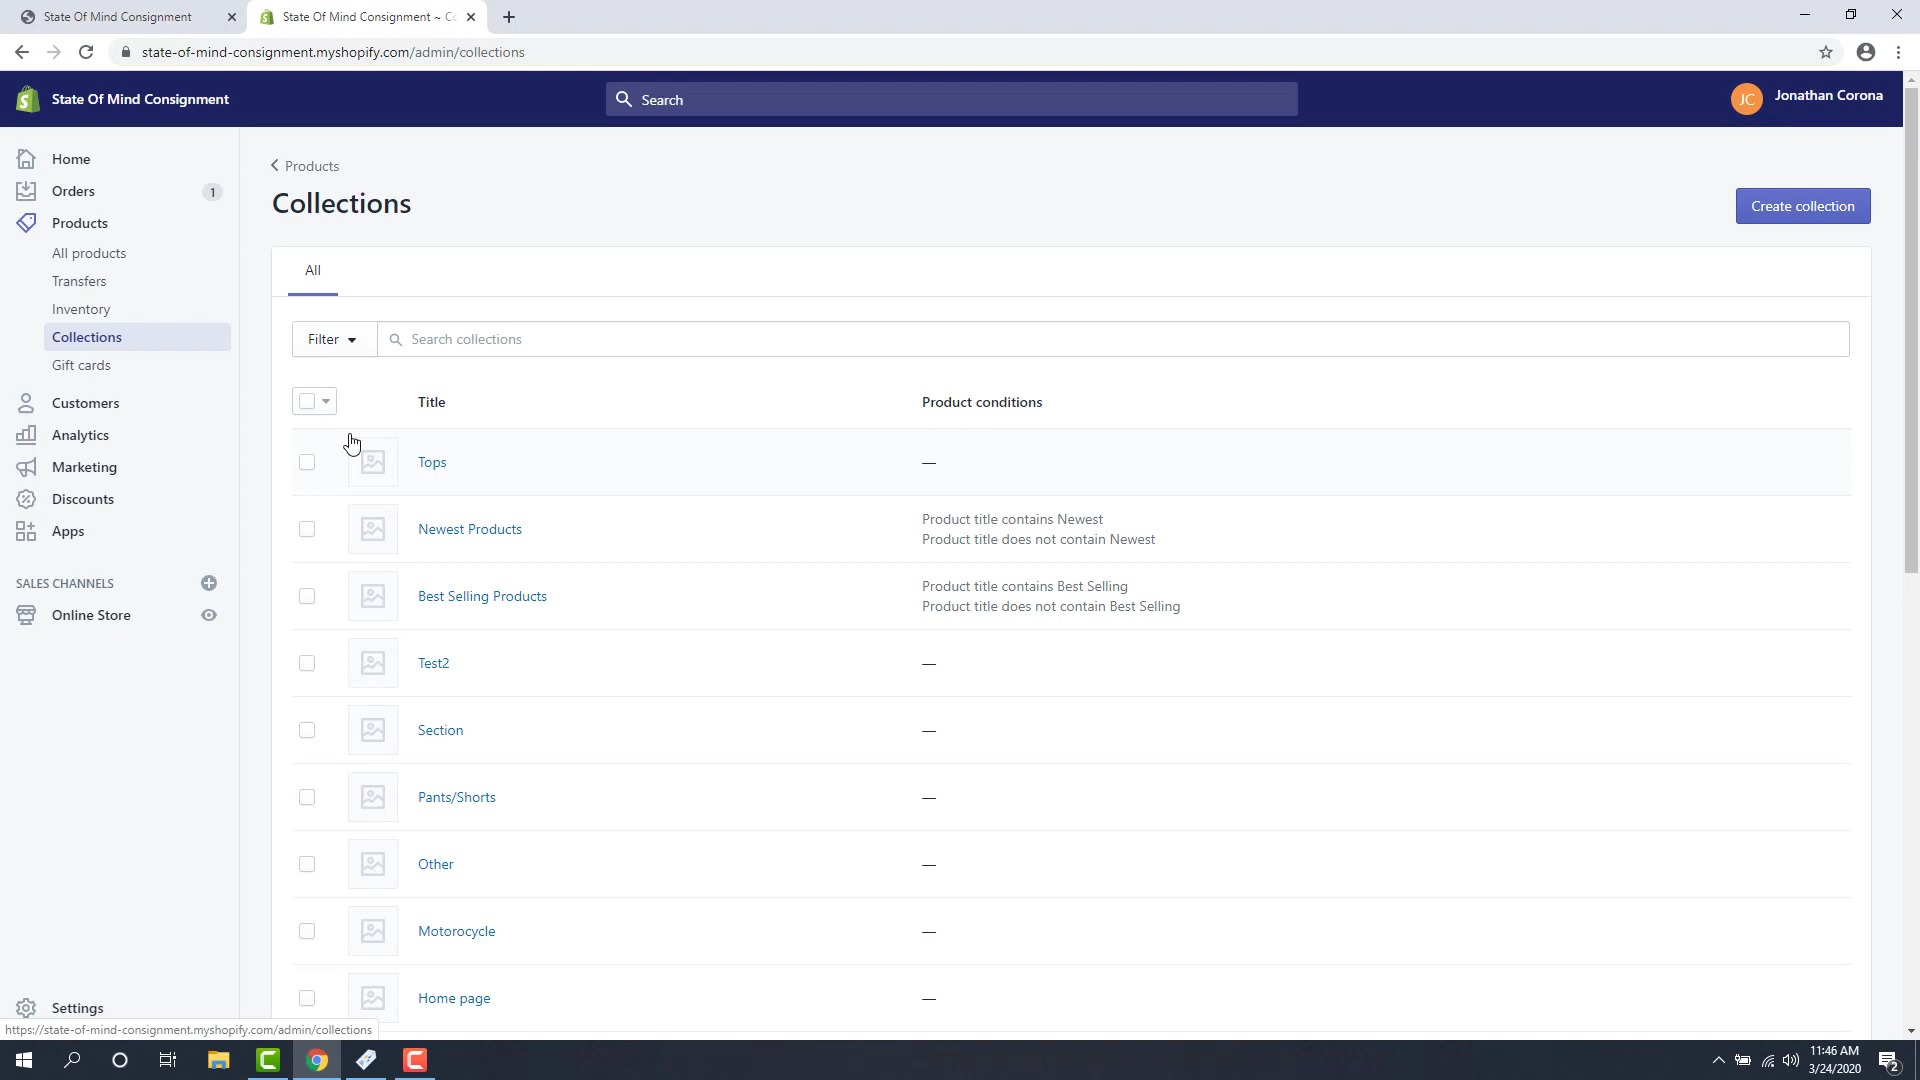 State Of Mind Consignment
State Of Mind Consignment ~ Co
state-of-mind-consignment.myshopify.com/admin/collections
State Of Mind Consignment
Search
JC
Jonathan Corona
Home
Orders
1
Products
All products
Transfers
Inventory
Collections
Gift cards
Customers
Analytics
Marketing
Discounts
Apps
SALES CHANNELS
Online Store
Settings
https://state-of-mind-consignment.myshopify.com/admin/collections
Products
Collections
Create collection
All
Filter
Search collections
Title
Product conditions
Tops
—
Newest Products
Product title contains Newest
Product title does not contain Newest
Best Selling Products
Product title contains Best Selling
Product title does not contain Best Selling
Test2
—
Section
—
Pants/Shorts
—
Other
—
Motorocycle
—
Home page
—
11:46 AM
3/24/2020
2